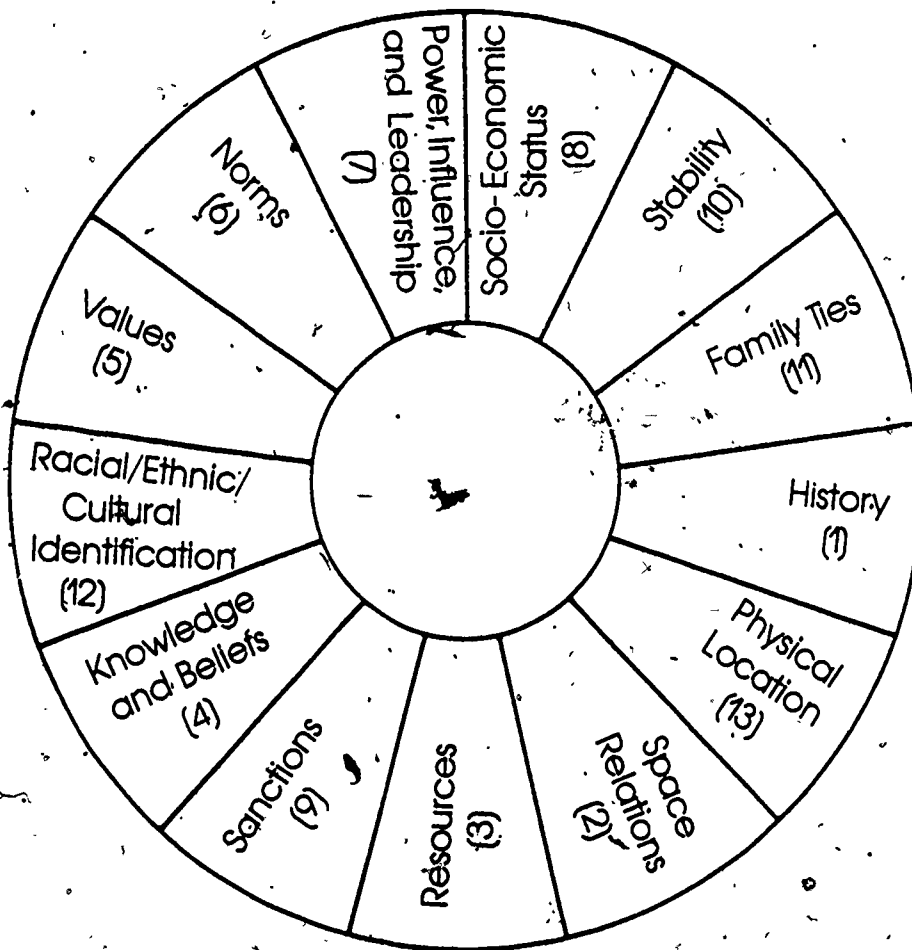 Power, Influence,
and Leadership
(7)
Socio-Economic
Status
(8)
Stability
(10)
Family Ties
(11)
History
(1)
Physical
Location
(13)
Space
Relations
(2)
Resources
(3)
Sanctions
(9)
Knowledge
and Beliefs
(4)
Racial/Ethnic/
Cultural
Identification
(12)
Values
(5)
Norms
(6)